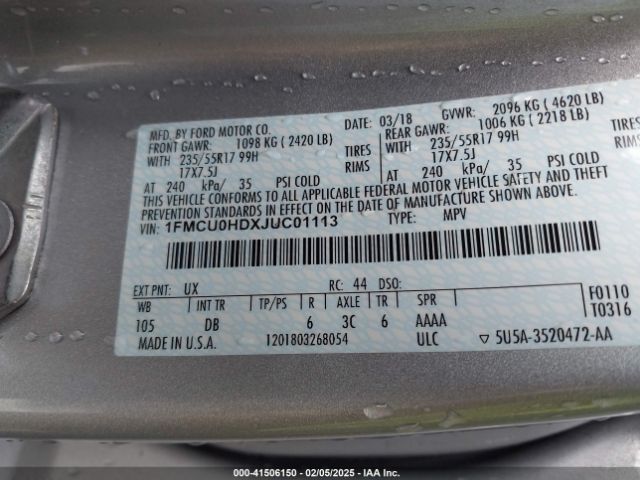 MFD. BY FORD MOTOR CO. DATE: 03/18 GVWR: 2096 KG ( 4620 LB)
FRONT GAWR: 1098 KG ( 2420 LB) REAR GAWR: 1006 KG ( 2218 LB)
WITH 235/55R17 99H TIRES WITH 235/55R17 99H TIRES
17X7.5J RIMS 17X7.5J RIMS
AT 240 kPa/ 35 PSI COLD AT 240 kPa/ 35 PSI COLD
THIS VEHICLE CONFORMS TO ALL APPLICABLE FEDERAL MOTOR VEHICLE SAFETY AND THEFT
PREVENTION STANDARDS IN EFFECT ON THE DATE OF MANUFACTURE SHOWN ABOVE.
VIN: 1FMCU0HDXJUC01113 TYPE: MPV
EXT PNT: UX RC: 44 DSO: F0110
WB INT TR TP/PS R AXLE TR SPR T0316
105 DB 6 3C 6 AAAA
MADE IN U.S.A. 1201803268054 ULC ▽ 5U5A-3520472-AA
000-41506150 - 02/05/2025 - IAA Inc.